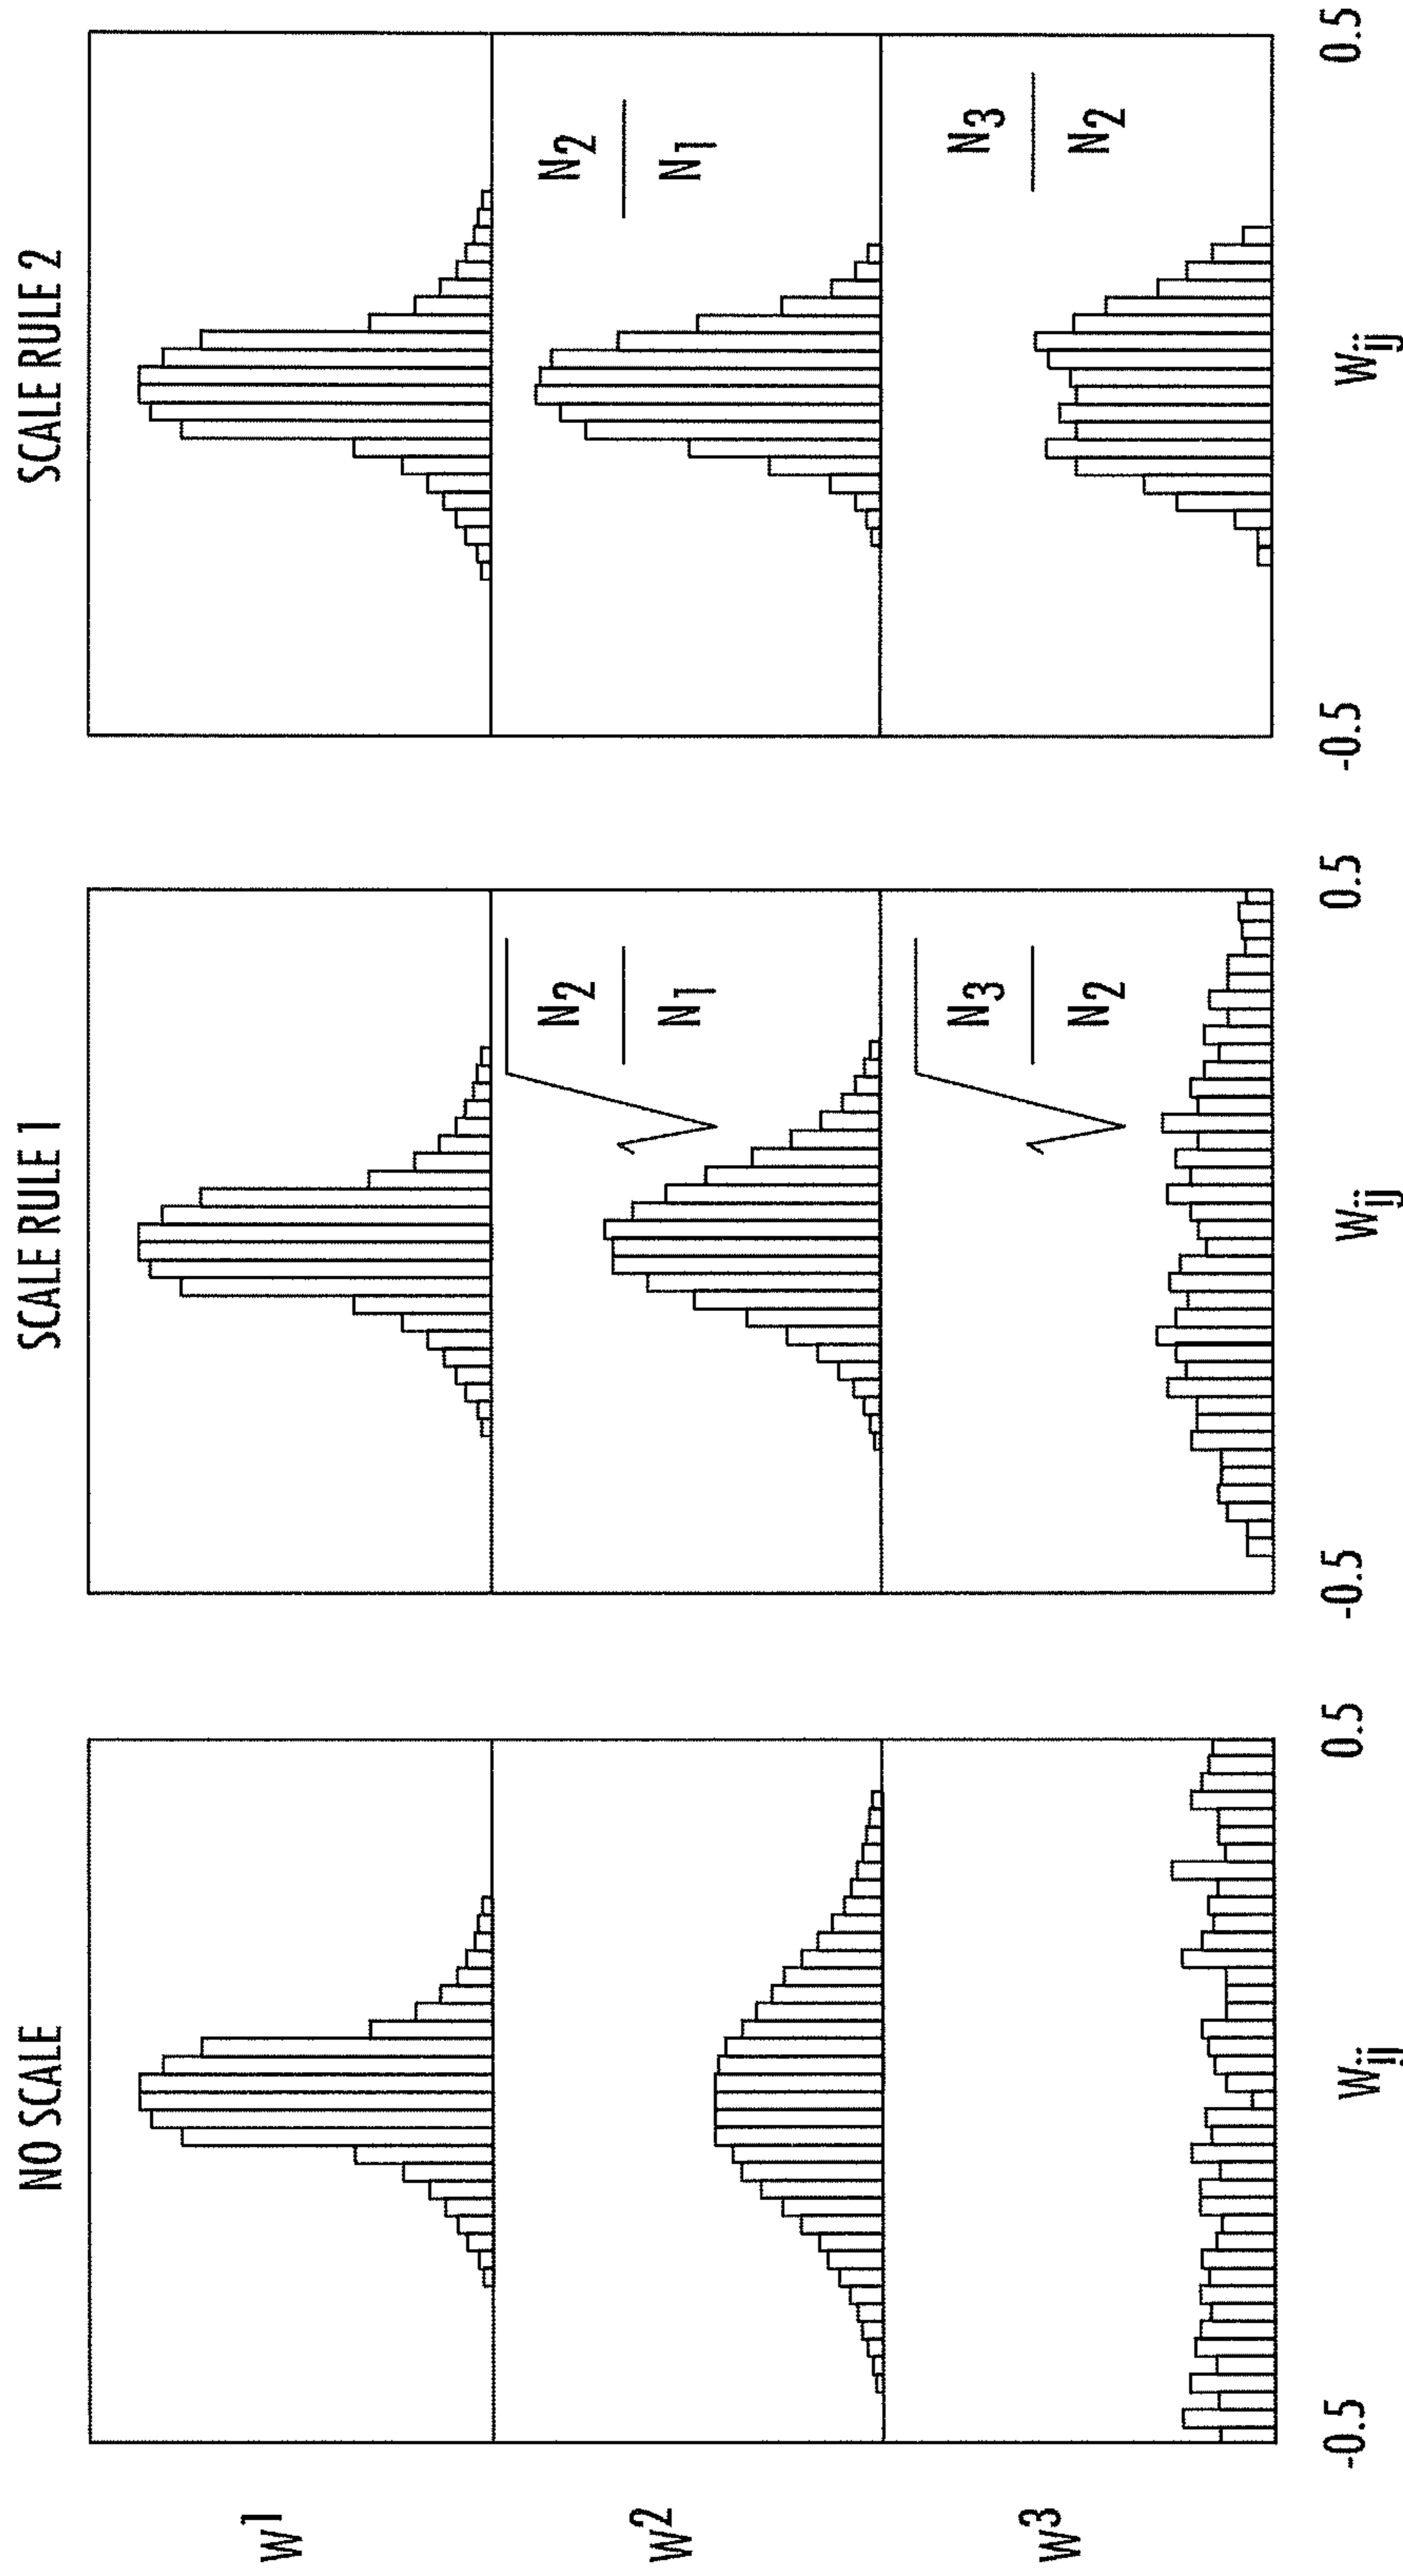 NO SCALE
SCALE RULE 1
SCALE RULE 2
W1
W2
√N2/N1
N2/N1
W3
√N3/N2
N3/N2
-0.5 Wij 0.5
-0.5 Wij 0.5
-0.5 Wij 0.5